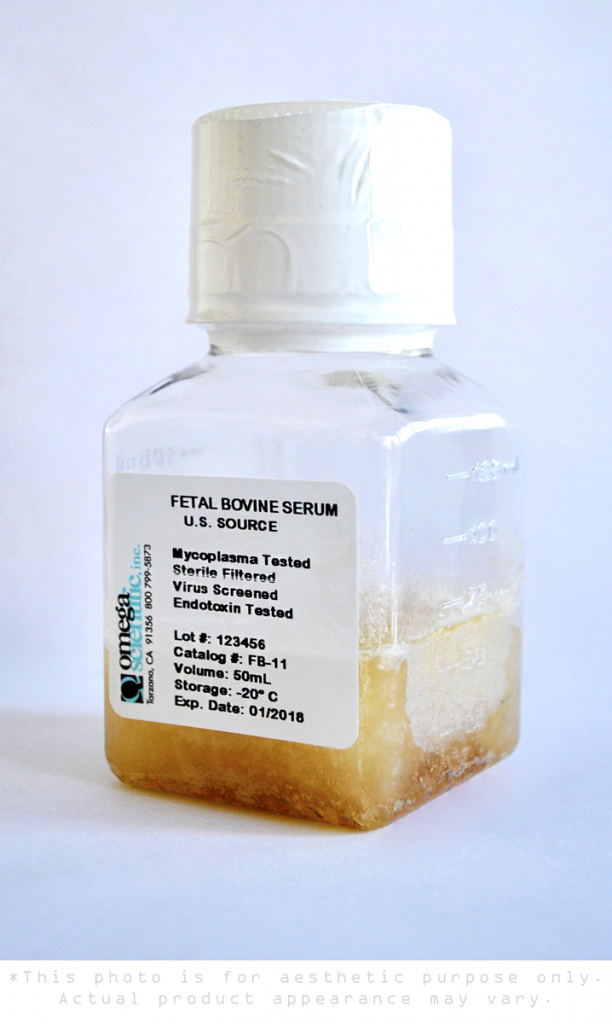 FETAL BOVINE SERUM
U.S. SOURCE
Mycoplasma Tested
Sterile Filtered
Virus Screened
Endotoxin Tested
Lot #: 123456
Catalog #: FB-11
Volume: 50mL
Storage: -20° C
Exp. Date: 01/2018
omega
scientific, inc.
Tarzana, CA 91356 800 799-5873
100
*This photo is for aesthetic purpose only.
Actual product appearance may vary.